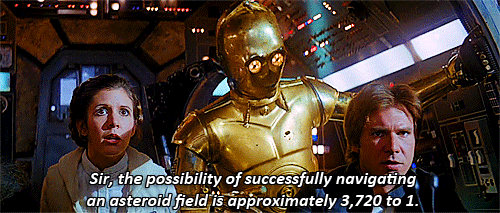 Sir, the possibility of successfully navigating
an asteroid field is approximately 3,720 to 1.